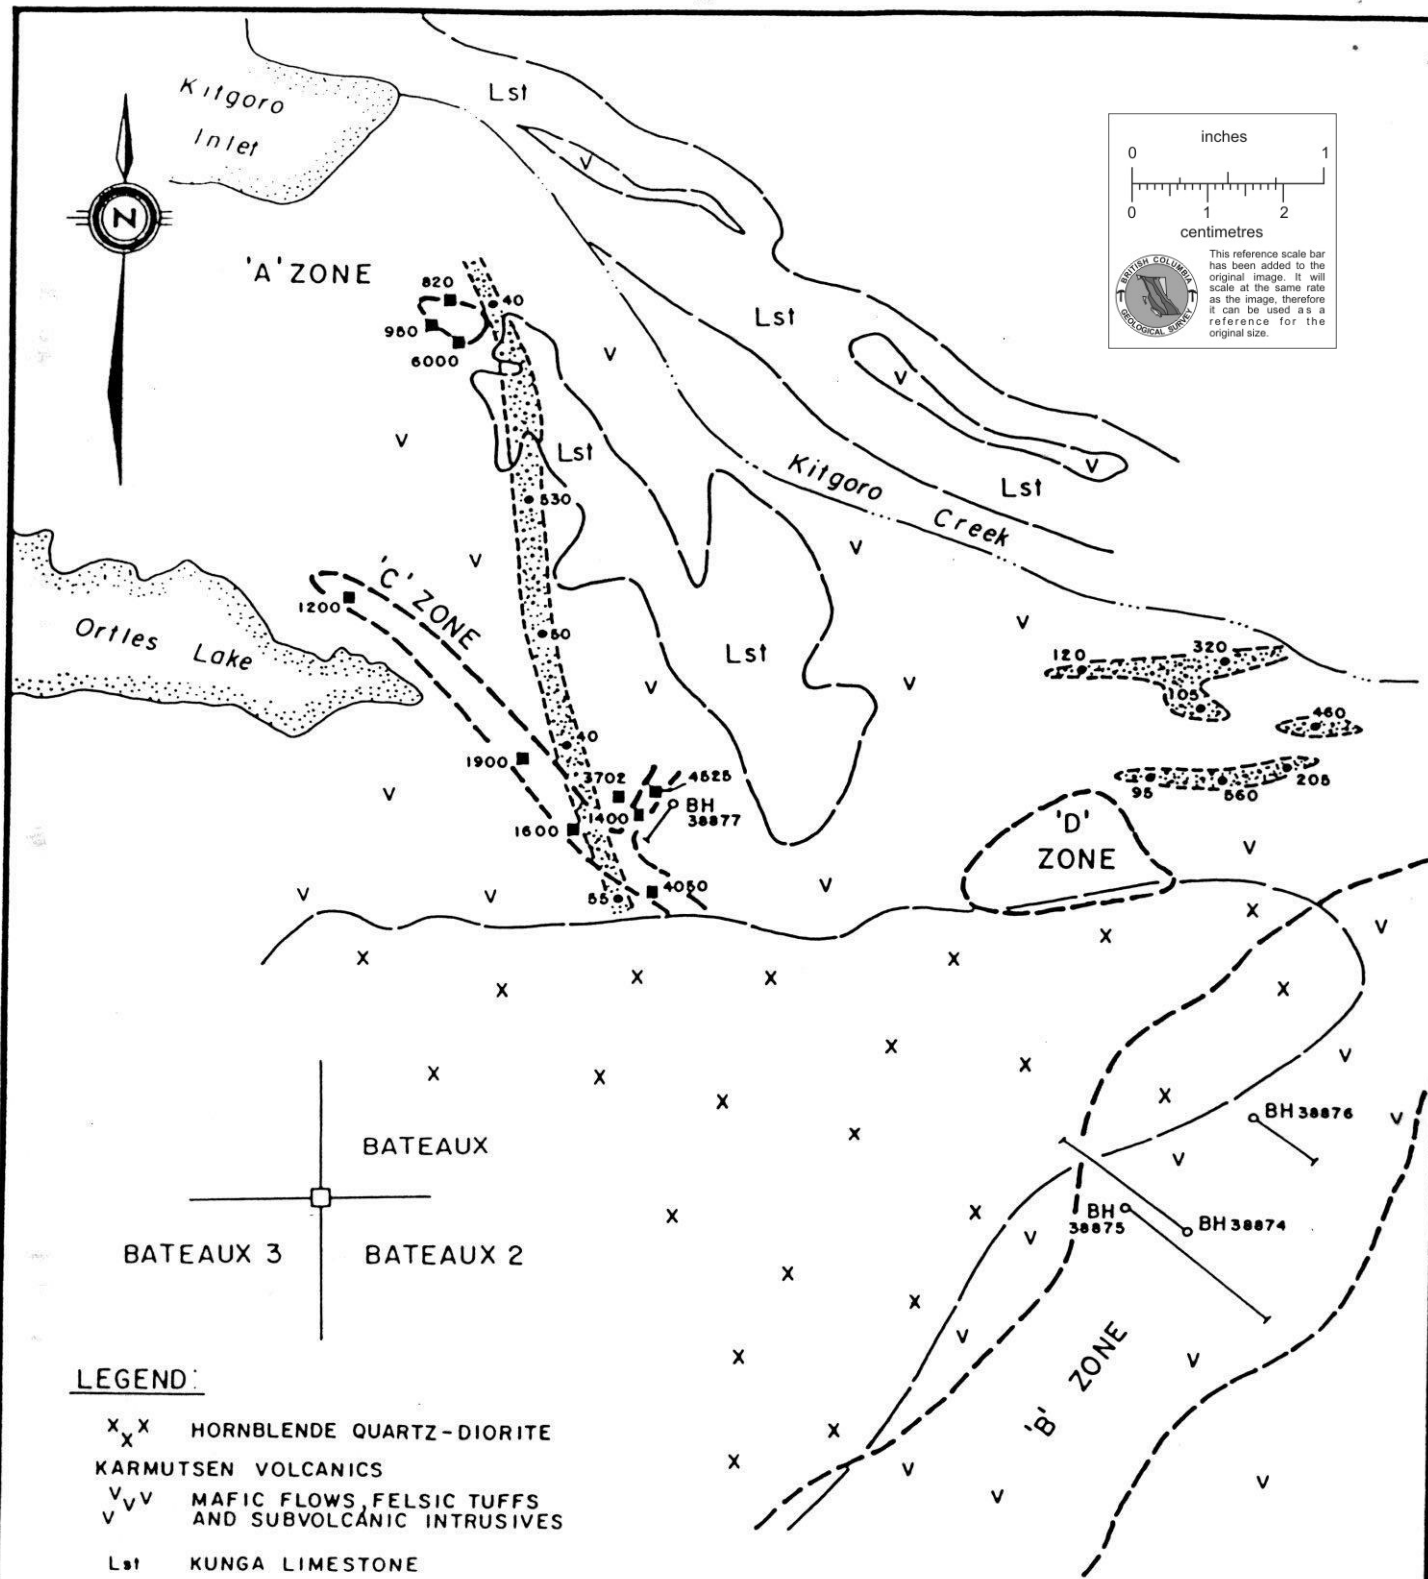 Kitgoro
Inlet
Lst
inches
0 1
0 1 2
centimetres
BRITISH COLUMBIA
GEOLOGICAL SURVEY
This reference scale bar
has been added to the
original image. It will
scale at the same rate
as the image, therefore
it can be used as a
reference for the
original size.
N
'A' ZONE
820
40
980
6000
V
Lst
V
V
V
Lst
Kitgoro
Creek
Lst
V
530
V
V
'C' ZONE
1200
Ortles Lake
50
Lst
V
V
V
120
320
105
460
40
1900
3702
4525
BH
38877
1400
1600
V
95
560
205
'D'
ZONE
V
V
V
V
55
4050
X
X
V
X
X
X
X
X
X
X
X
X
V
X
X
X
X
X
BATEAUX
BATEAUX 3 BATEAUX 2
BH 38876
V
V
X
X
BH
38875
BH 38874
V
X
X
V
X
V
'B' ZONE
X
X
V
V
V
LEGEND:
X X X HORNBLENDE QUARTZ-DIORITE
KARMUTSEN VOLCANICS
V V V MAFIC FLOWS, FELSIC TUFFS
V AND SUBVOLCANIC INTRUSIVES
Lst KUNGA LIMESTONE